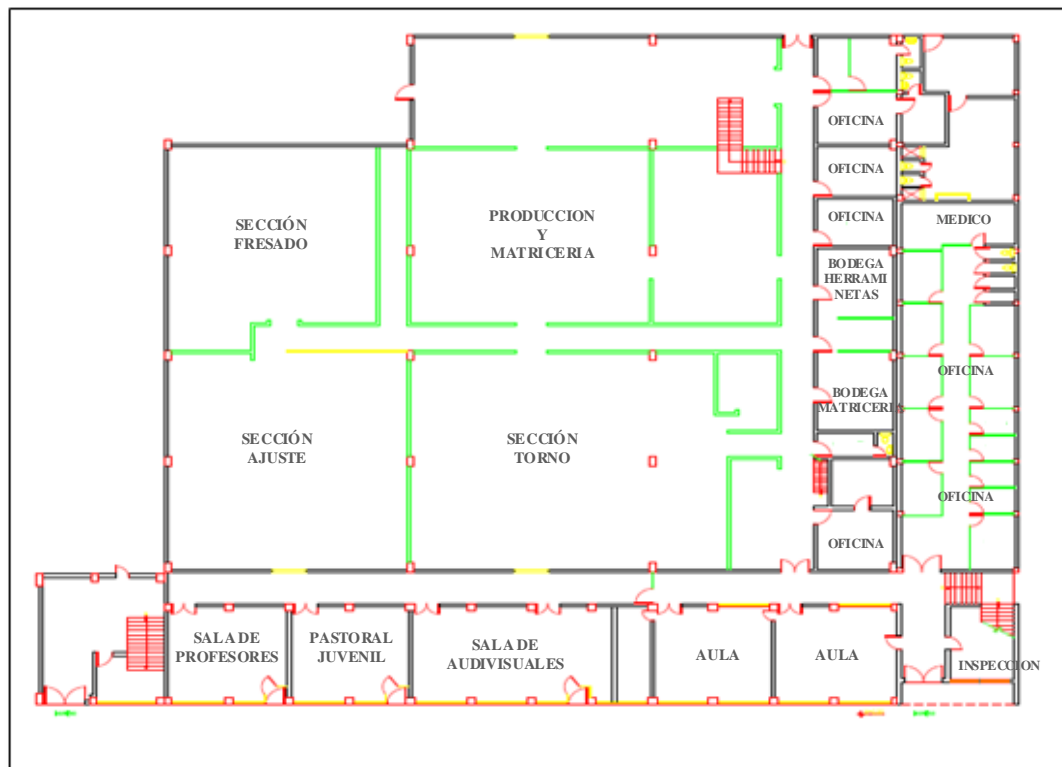 OFICINA
OFICINA
OFICINA
MEDICO
SECCIÓN
FRESADO
PRODUCCION
Y
MATRICERIA
BODEGA
HERRAMI
NETAS
OFICINA
BODEGA
MATRICERIA
SECCIÓN
AJUSTE
SECCIÓN
TORNO
OFICINA
OFICINA
SALA DE
PROFESORES
PASTORAL
JUVENIL
SALA DE
AUDIVISUALES
AULA
AULA
INSPECCION